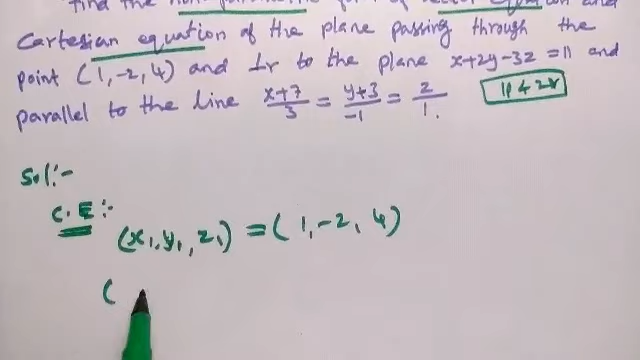 find the non-parametric form of vector equation and
Cartesian equation of the plane passing through the
point (1, -2, 4) and ⊥r to the plane x+2y-3z = 11 and
parallel to the line x+7/3 = y+3/-1 = z/1.
Sol:-
C.E:-
(x₁, y₁, z₁) = (1, -2, 4)
(